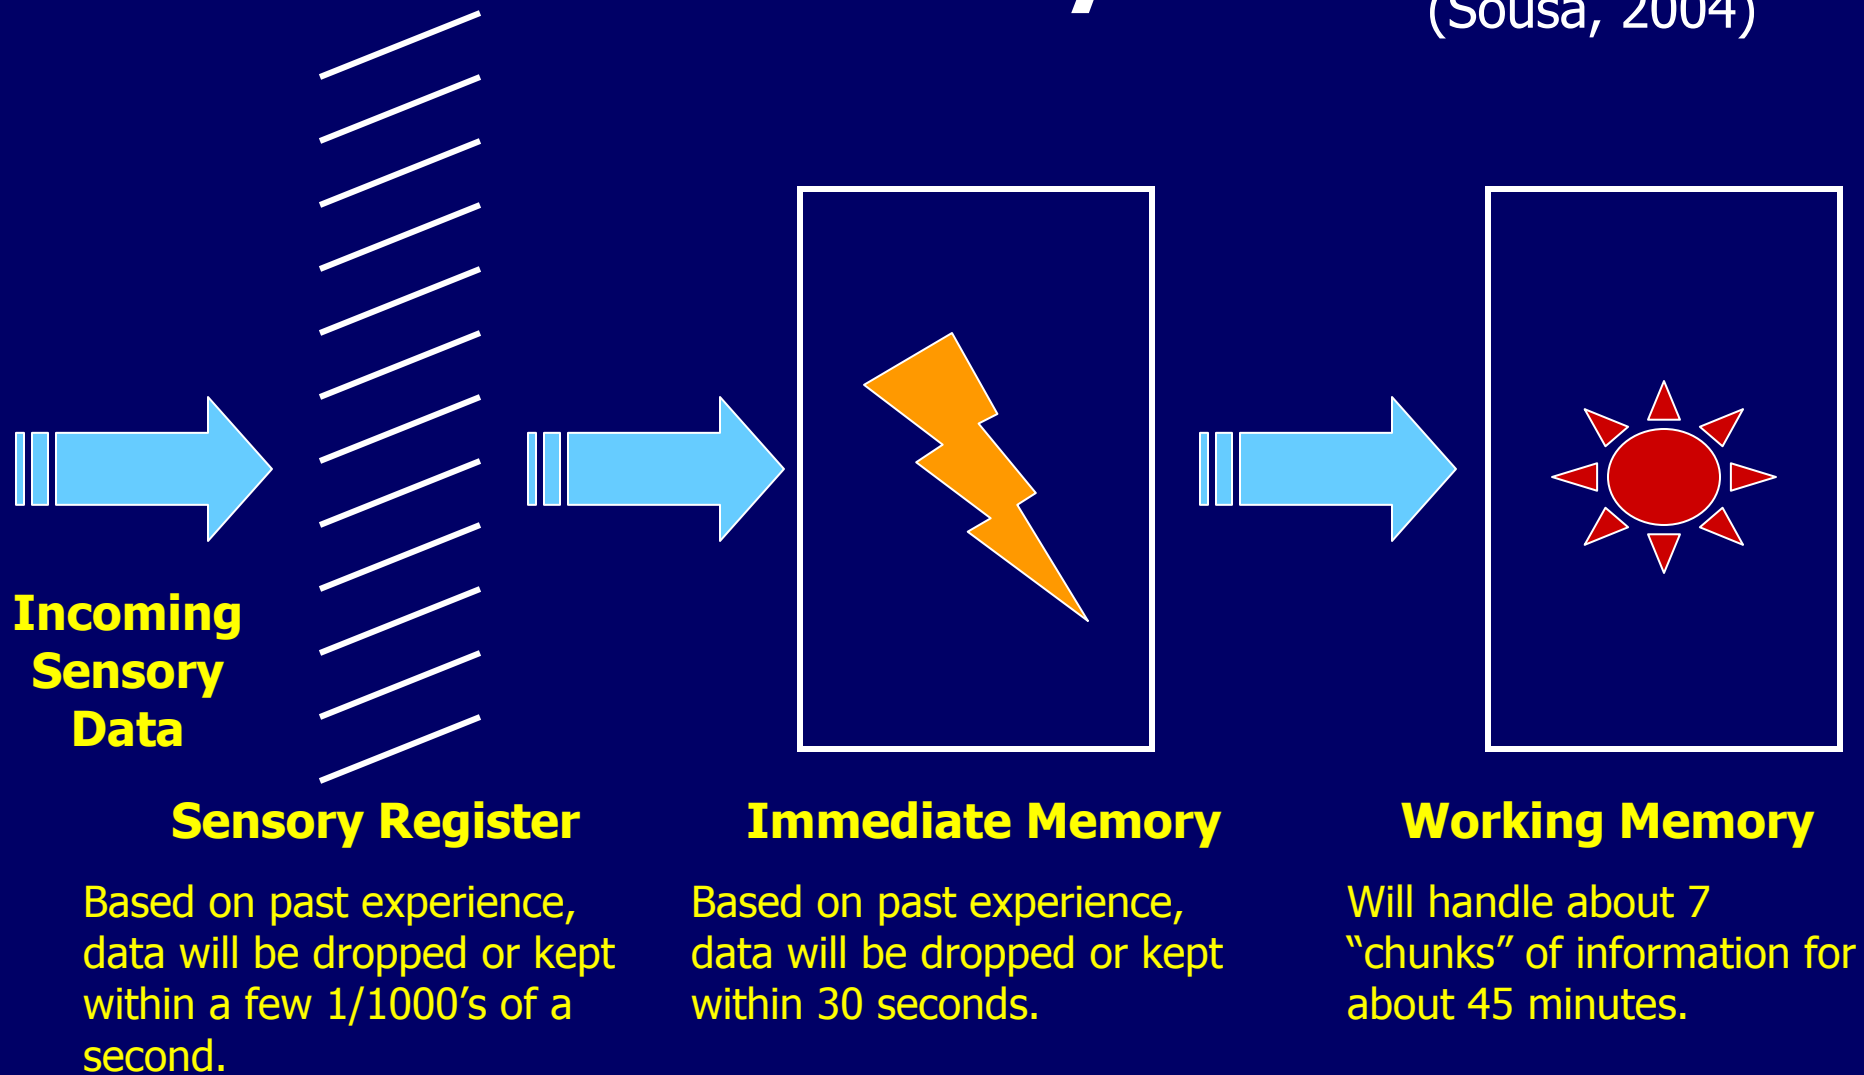 (Sousa, 2004)
Incoming
Sensory
Data
Sensory Register
Based on past experience,
data will be dropped or kept
within a few 1/1000’s of a
second.
Immediate Memory
Based on past experience,
data will be dropped or kept
within 30 seconds.
Working Memory
Will handle about 7
“chunks” of information for
about 45 minutes.